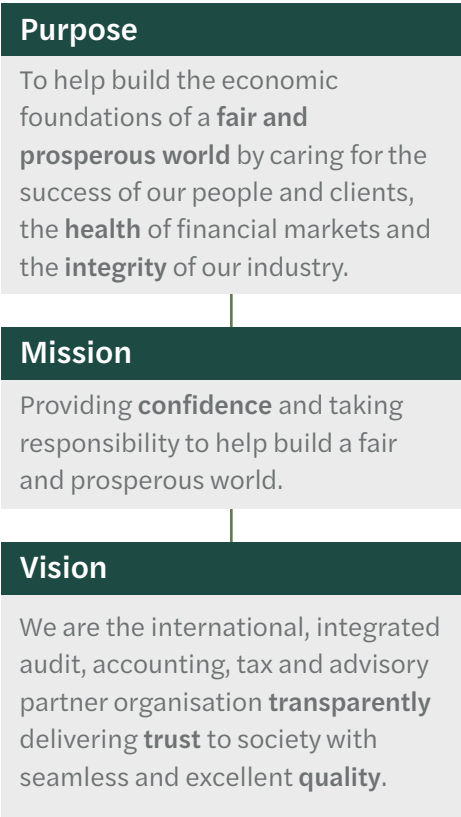 Purpose
To help build the economic
foundations of a fair and
prosperous world by caring for the
success of our people and clients,
the health of financial markets and
the integrity of our industry.
Mission
Providing confidence and taking
responsibility to help build a fair
and prosperous world.
Vision
We are the international, integrated
audit, accounting, tax and advisory
partner organisation transparently
delivering trust to society with
seamless and excellent quality.